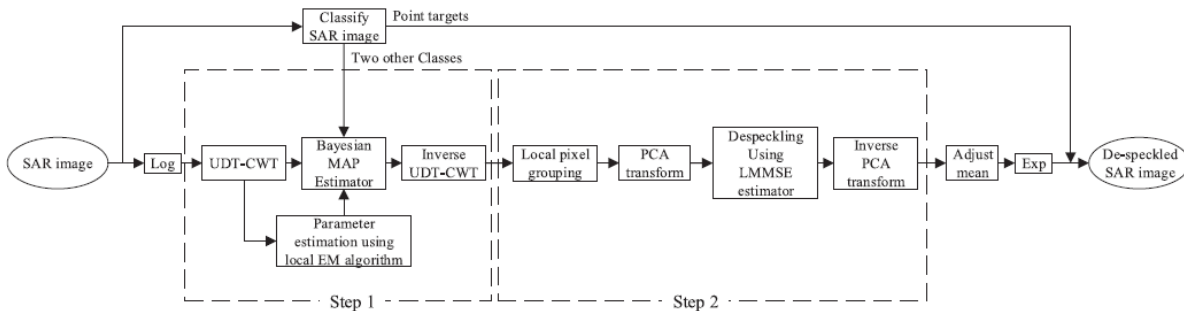 Classify
SAR image
Point targets
Two other Classes
SAR image
Log
UDT-CWT
Bayesian
MAP
Estimator
Inverse
UDT-CWT
Parameter
estimation using
local EM algorithm
Step 1
Local pixel
grouping
PCA
transform
Despeckling
Using
LMMSE
estimator
Inverse
PCA
transform
Step 2
Adjust
mean
Exp
De-speckled
SAR image